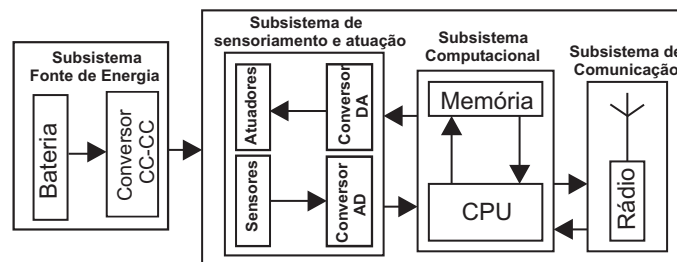 Subsistema
Fonte de Energia
Bateria
Conversor
CC-CC
Subsistema de
sensoriamento e atuação
Atuadores
Conversor
DA
Sensores
Conversor
AD
Subsistema
Computacional
Memória
CPU
Subsistema de
Comunicação
Rádio